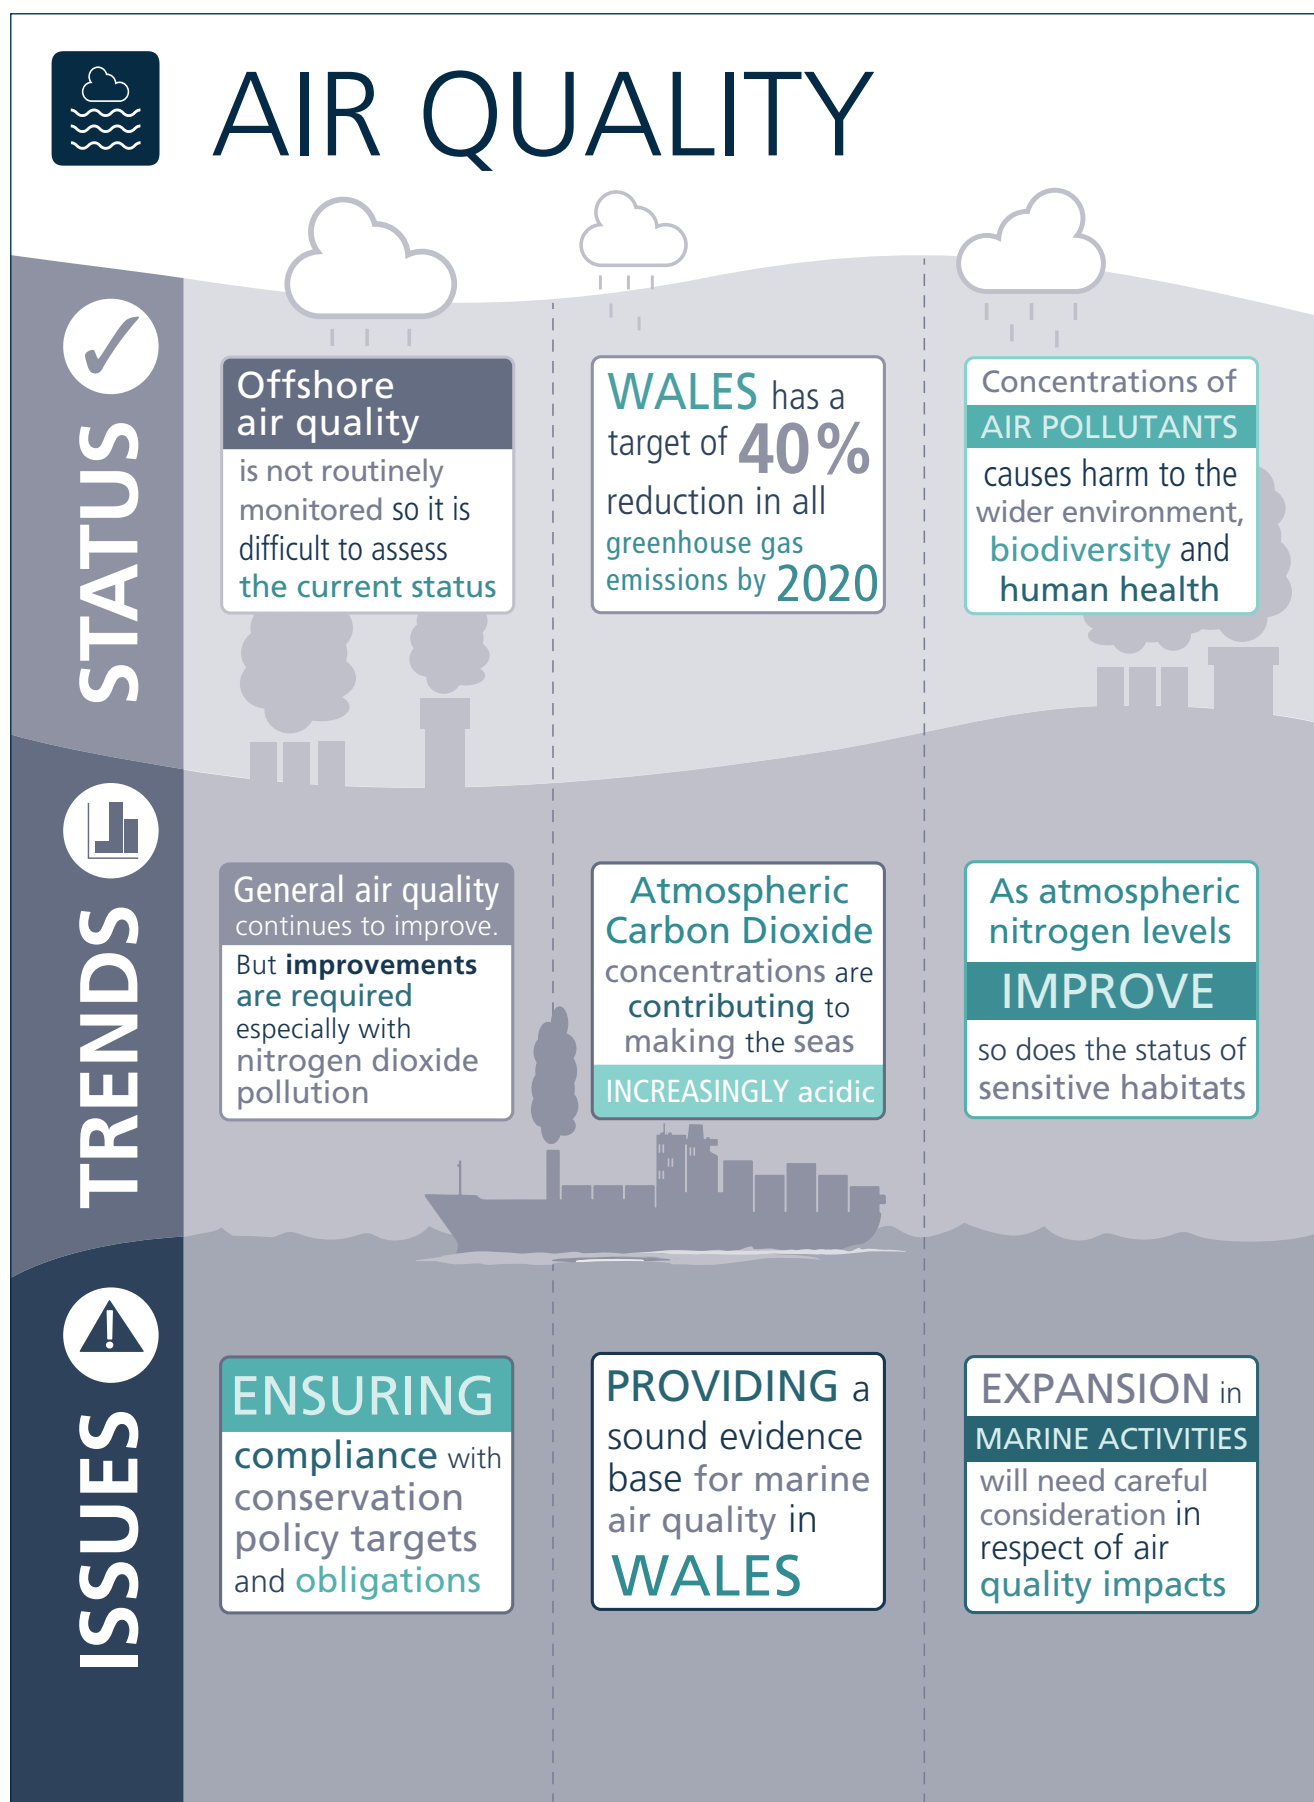 AIR QUALITY
STATUS
Offshore
air quality
is not routinely
monitored so it is
difficult to assess
the current status
WALES has a
target of 40%
reduction in all
greenhouse gas
emissions by 2020
Concentrations of
AIR POLLUTANTS
causes harm to the
wider environment,
biodiversity and
human health
TRENDS
General air quality
continues to improve.
But improvements
are required
especially with
nitrogen dioxide
pollution
Atmospheric
Carbon Dioxide
concentrations are
contributing to
making the seas
INCREASINGLY acidic
As atmospheric
nitrogen levels
IMPROVE
so does the status of
sensitive habitats
ISSUES
ENSURING
compliance with
conservation
policy targets
and obligations
PROVIDING a
sound evidence
base for marine
air quality in
WALES
EXPANSION in
MARINE ACTIVITIES
will need careful
consideration in
respect of air
quality impacts